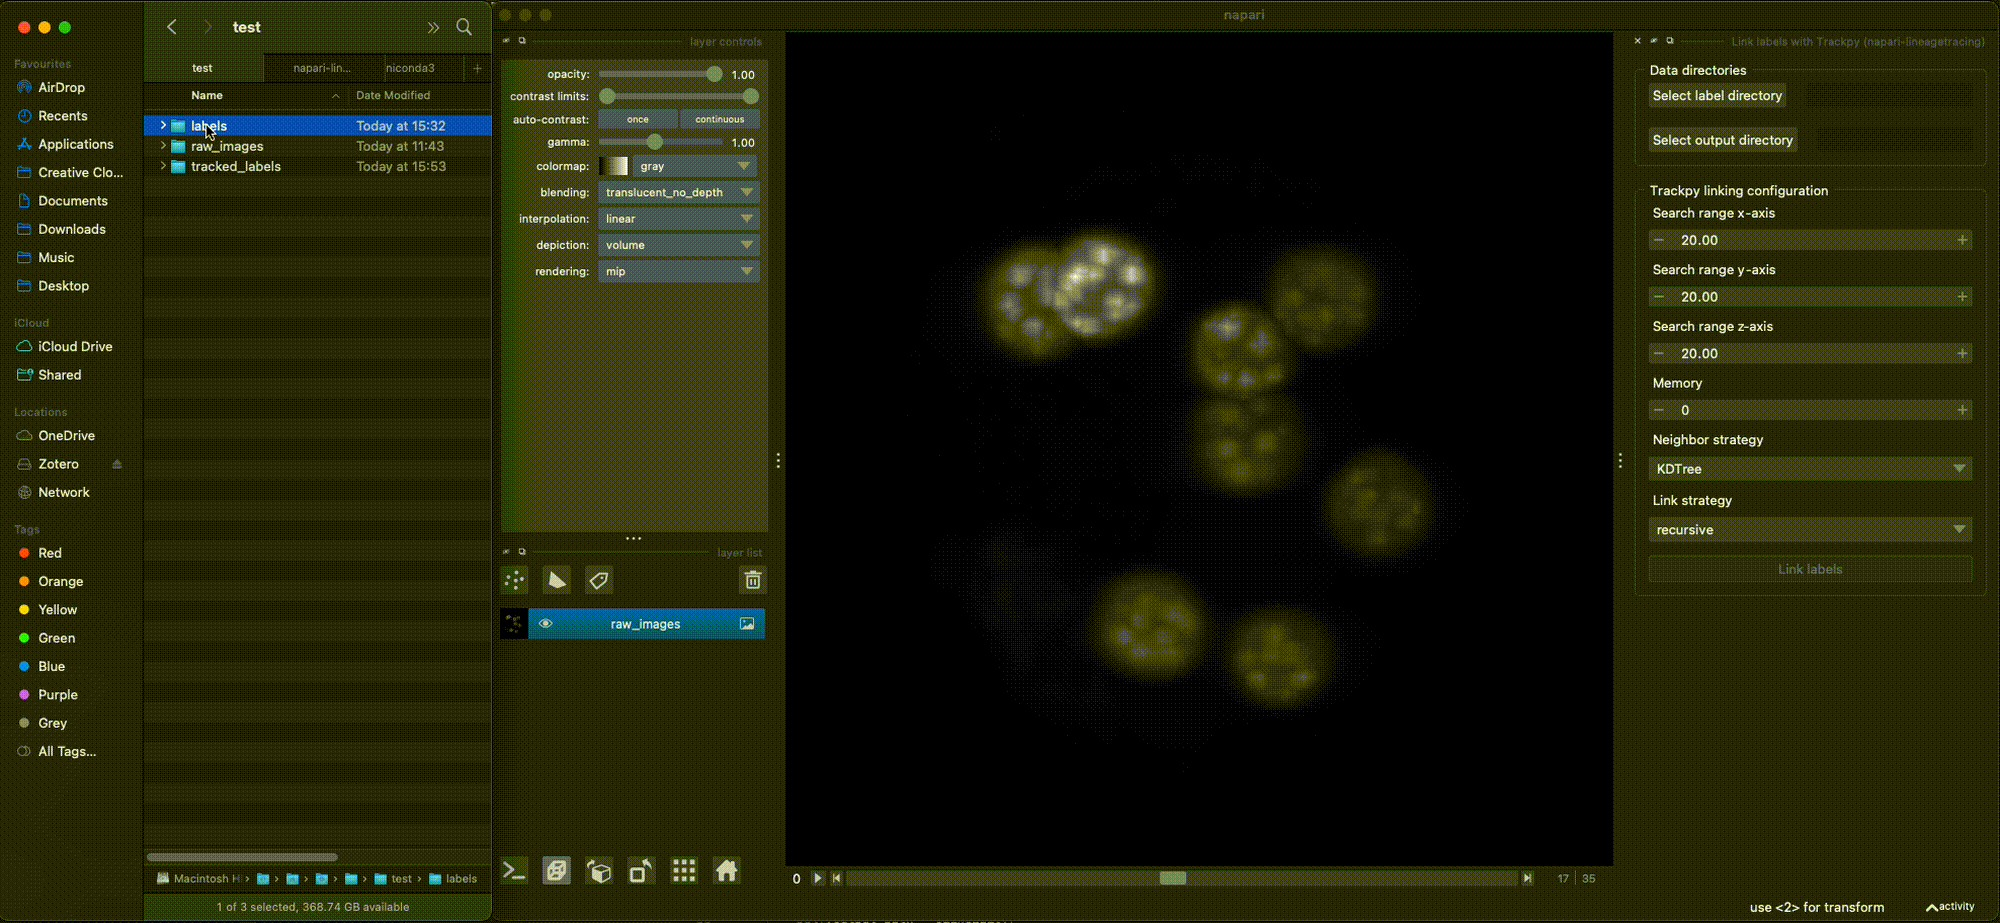 test
Favourites
AirDrop
Recents
Applications
Creative Clo...
Documents
Downloads
Music
Desktop
iCloud
iCloud Drive
Shared
Locations
OneDrive
Zotero
Network
Tags
Red
Orange
Yellow
Green
Blue
Purple
Grey
All Tags...
test napari-lin... niconda3
Name Date Modified
labels Today at 15:32
raw_images Today at 11:43
tracked_labels Today at 15:53
Macintosh H test labels
1 of 3 selected, 368.74 GB available
napari
layer controls
opacity: 1.00
contrast limits:
auto-contrast: once continuous
gamma: 1.00
colormap: gray
blending: translucent_no_depth
interpolation: linear
depiction: volume
rendering: mip
layer list
raw_images
0 17 35
Link labels with Trackpy (napari-lineagetracing)
Data directories
Select label directory
Select output directory
Trackpy linking configuration
Search range x-axis
20.00
Search range y-axis
20.00
Search range z-axis
20.00
Memory
0
Neighbor strategy
KDTree
Link strategy
recursive
Link labels
use <2> for transform
activity